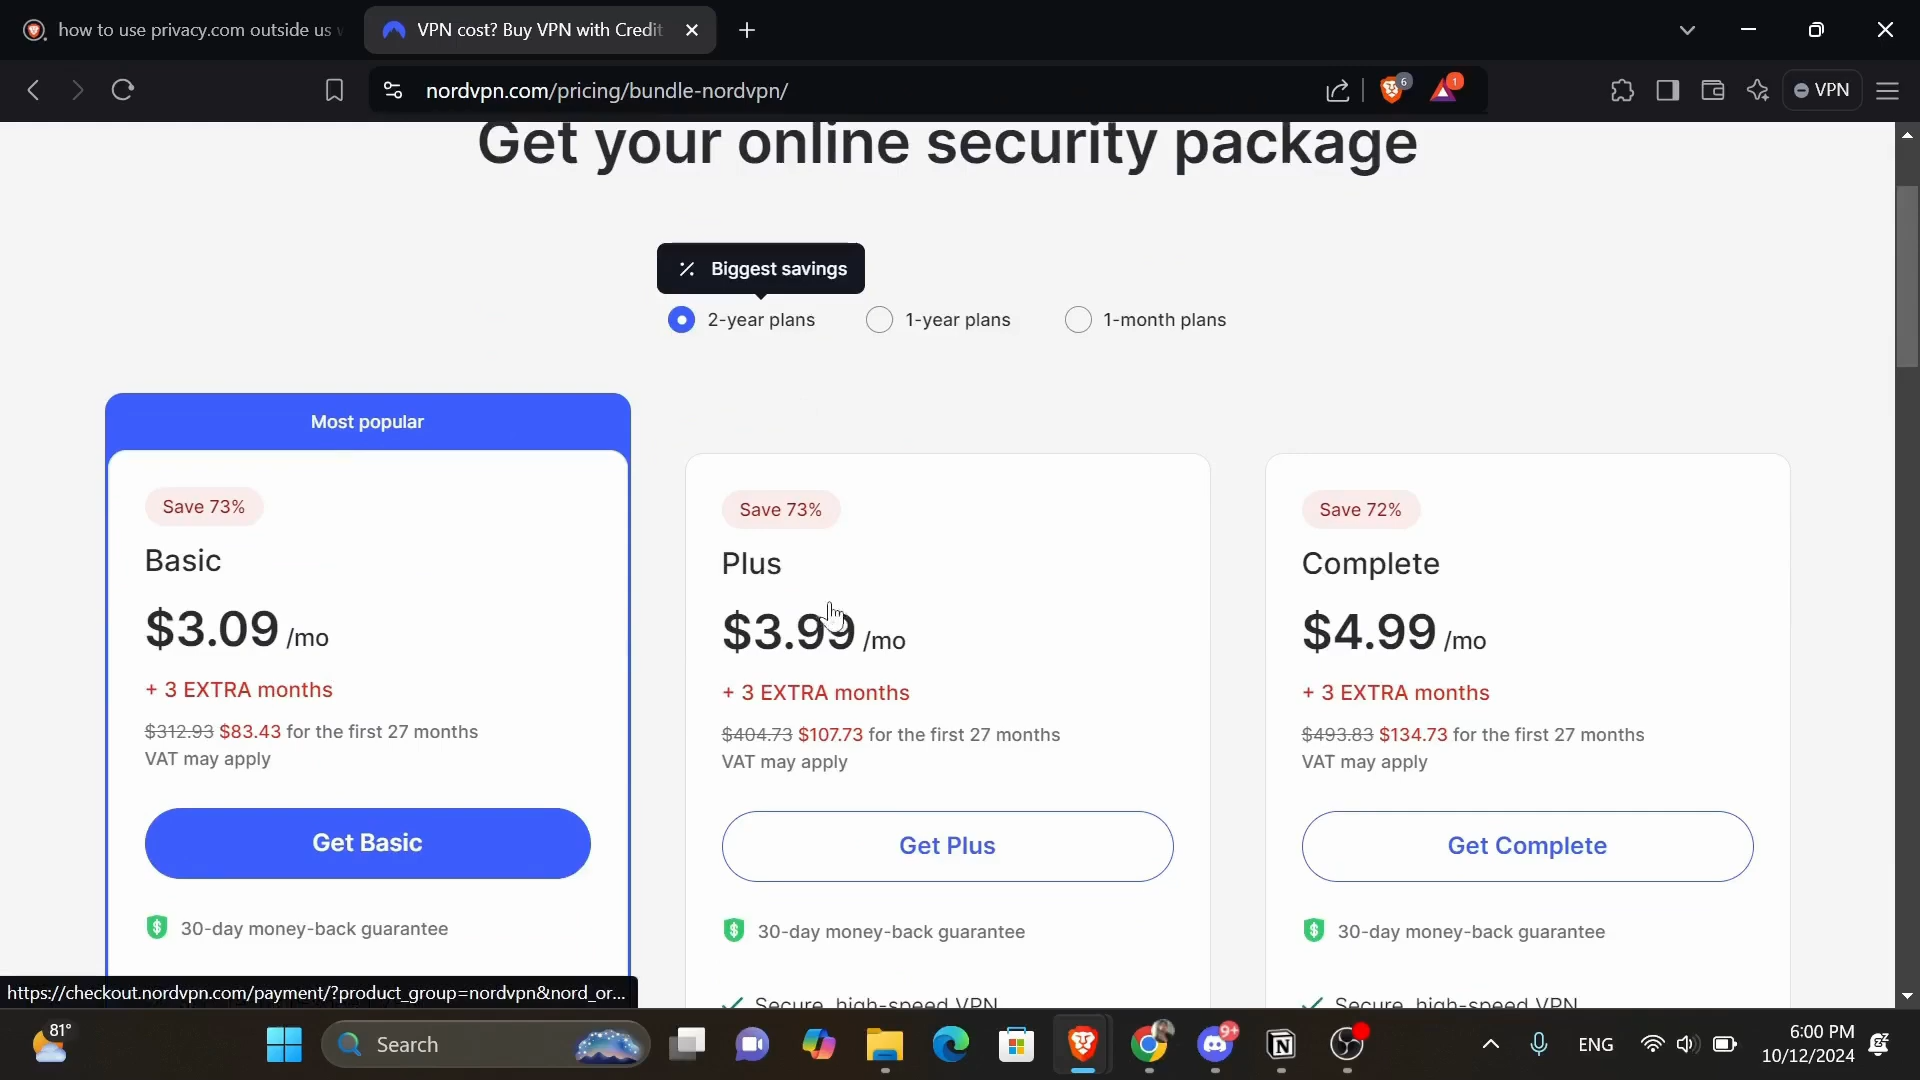 how to use privacy.com outside us
VPN cost? Buy VPN with Credit
nordvpn.com/pricing/bundle-nordvpn/
6
1
VPN
Get your online security package
Biggest savings
2-year plans
1-year plans
1-month plans
Most popular
Save 73%
Basic
$3.09 /mo
+ 3 EXTRA months
$312.93 $83.43 for the first 27 months
VAT may apply
Get Basic
30-day money-back guarantee
Save 73%
Plus
$3.99 /mo
+ 3 EXTRA months
$404.73 $107.73 for the first 27 months
VAT may apply
Get Plus
30-day money-back guarantee
Secure, high-speed VPN
Save 72%
Complete
$4.99 /mo
+ 3 EXTRA months
$493.83 $134.73 for the first 27 months
VAT may apply
Get Complete
30-day money-back guarantee
Secure, high-speed VPN
https://checkout.nordvpn.com/payment/?product_group=nordvpn&nord_or...
81°
Search
9+
ENG
6:00 PM
10/12/2024